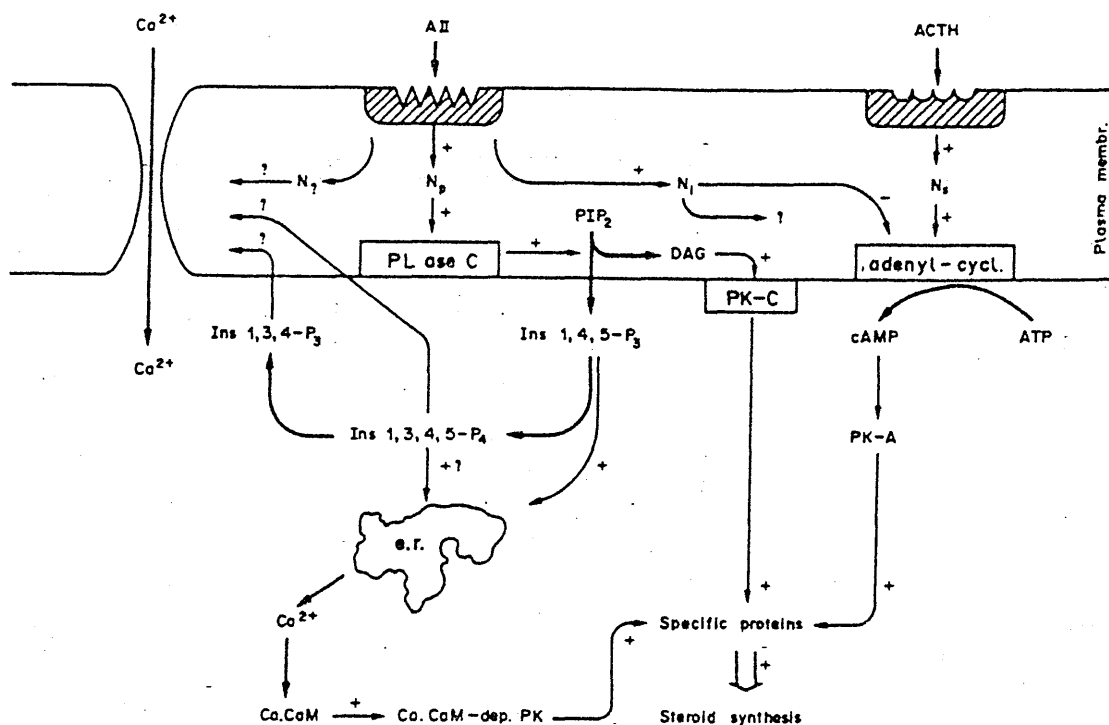 Ca²⁺ AII ACTH
+ +
? N? Np + Ni Ns
? + PIP₂ ? - +
? PL ase C + DAG + adenyl-cycl.
Plasma membr.
PK-C
Ins 1,3,4-P₃ Ins 1,4,5-P₃ cAMP ATP
Ca²⁺
Ins 1,3,4,5-P₄ PK-A
+? +
e.r.
+ +
Ca²⁺ Specific proteins
+ - +
Ca.CaM + Ca.CaM-dep. PK Steroid synthesis